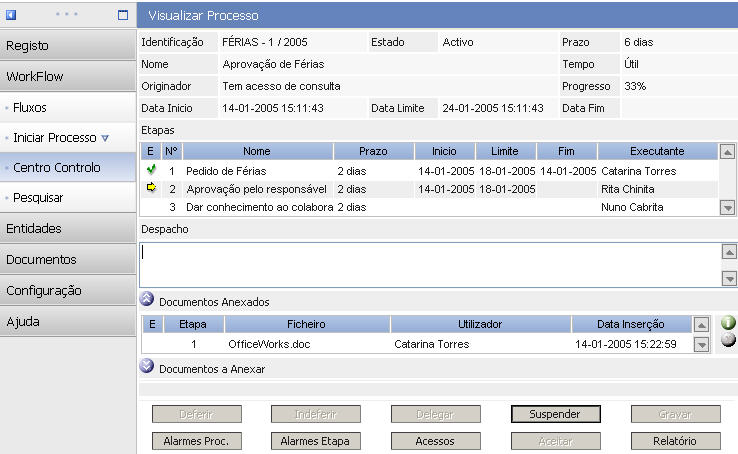 Visualizar Processo
Registo
WorkFlow
Fluxos
Iniciar Processo
Centro Controlo
Pesquisar
Entidades
Documentos
Configuração
Ajuda
Identificação FÉRIAS - 1 / 2005 Estado Activo Prazo 6 dias
Nome Aprovação de Férias Tempo Útil
Originador Tem acesso de consulta Progresso 33%
Data Inicio 14-01-2005 15:11:43 Data Limite 24-01-2005 15:11:43 Data Fim
Etapas
E Nº Nome Prazo Inicio Limite Fim Executante
1 Pedido de Férias 2 dias 14-01-2005 18-01-2005 14-01-2005 Catarina Torres
2 Aprovação pelo responsável 2 dias 14-01-2005 18-01-2005 Rita Chinita
3 Dar conhecimento ao colabora 2 dias Nuno Cabrita
Despacho
Documentos Anexados
E Etapa Ficheiro Utilizador Data Inserção
1 OfficeWorks.doc Catarina Torres 14-01-2005 15:22:59
Documentos a Anexar
Deferir Indeferir Delegar Suspender Gravar
Alarmes Proc. Alarmes Etapa Acessos Aceitar Relatório